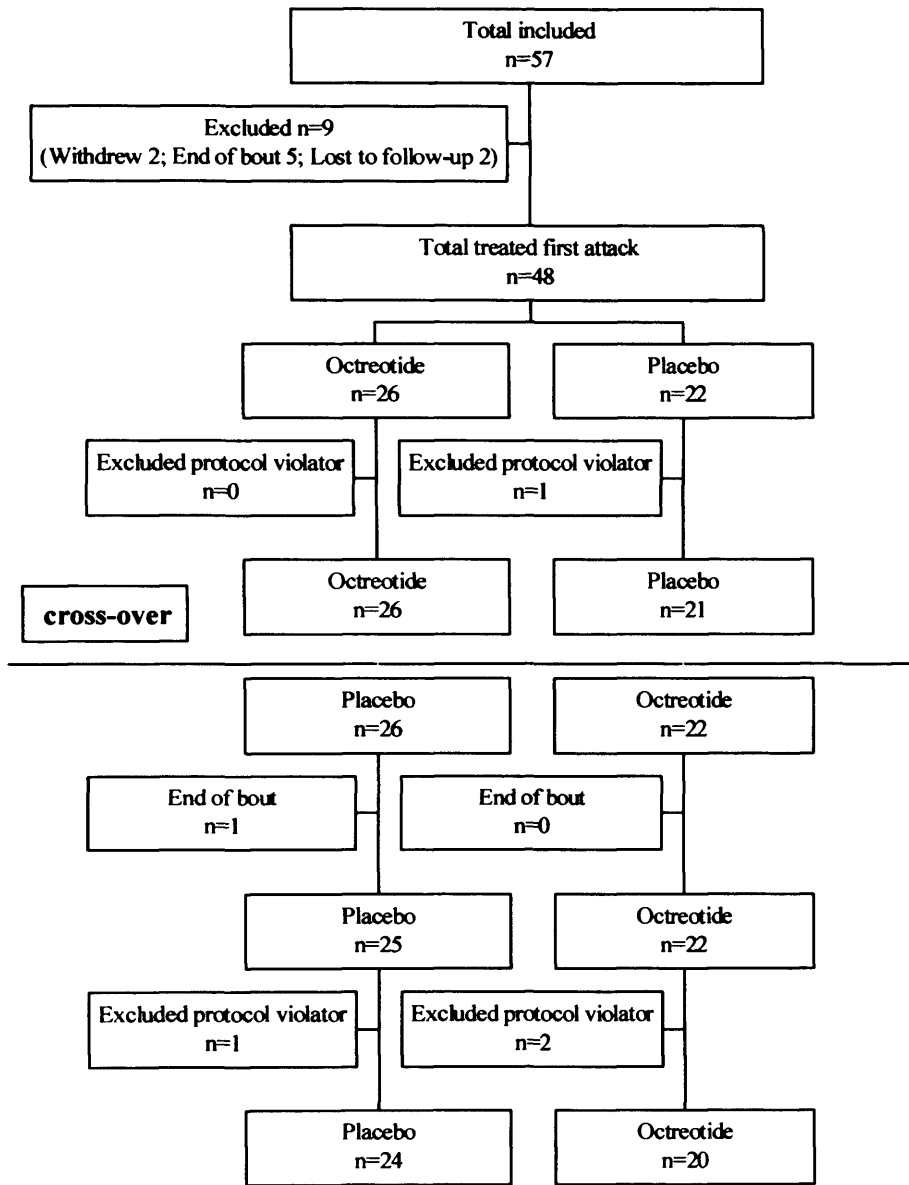 Total included
n=57
Excluded n=9
(Withdrew 2; End of bout 5; Lost to follow-up 2)
Total treated first attack
n=48
Octreotide
n=26
Placebo
n=22
Excluded protocol violator
n=0
Excluded protocol violator
n=1
Octreotide
n=26
Placebo
n=21
cross-over
Placebo
n=26
Octreotide
n=22
End of bout
n=1
End of bout
n=0
Placebo
n=25
Octreotide
n=22
Excluded protocol violator
n=1
Excluded protocol violator
n=2
Placebo
n=24
Octreotide
n=20